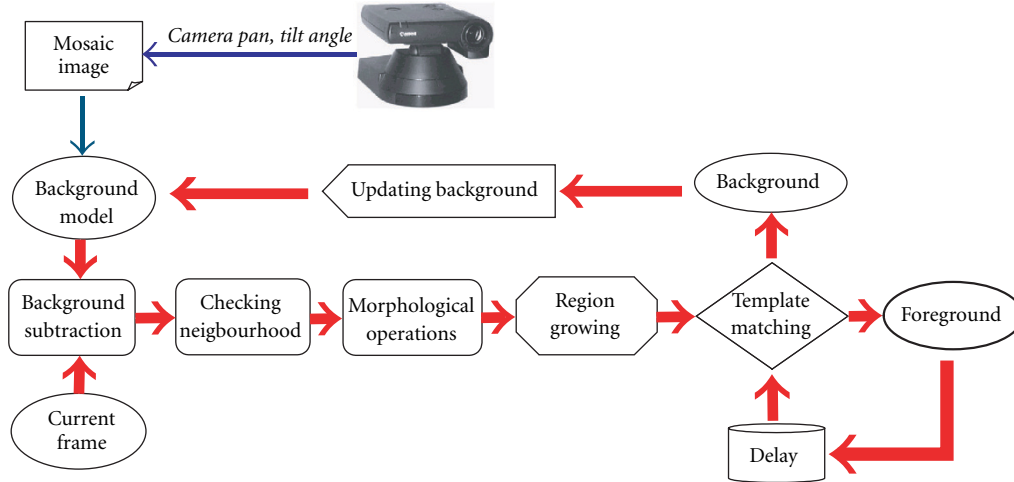 Mosaic
image
Camera pan, tilt angle
Canon
Background
model
Updating background
Background
Background
subtraction
Checking
neigbourhood
Morphological
operations
Region
growing
Template
matching
Foreground
Current
frame
Delay